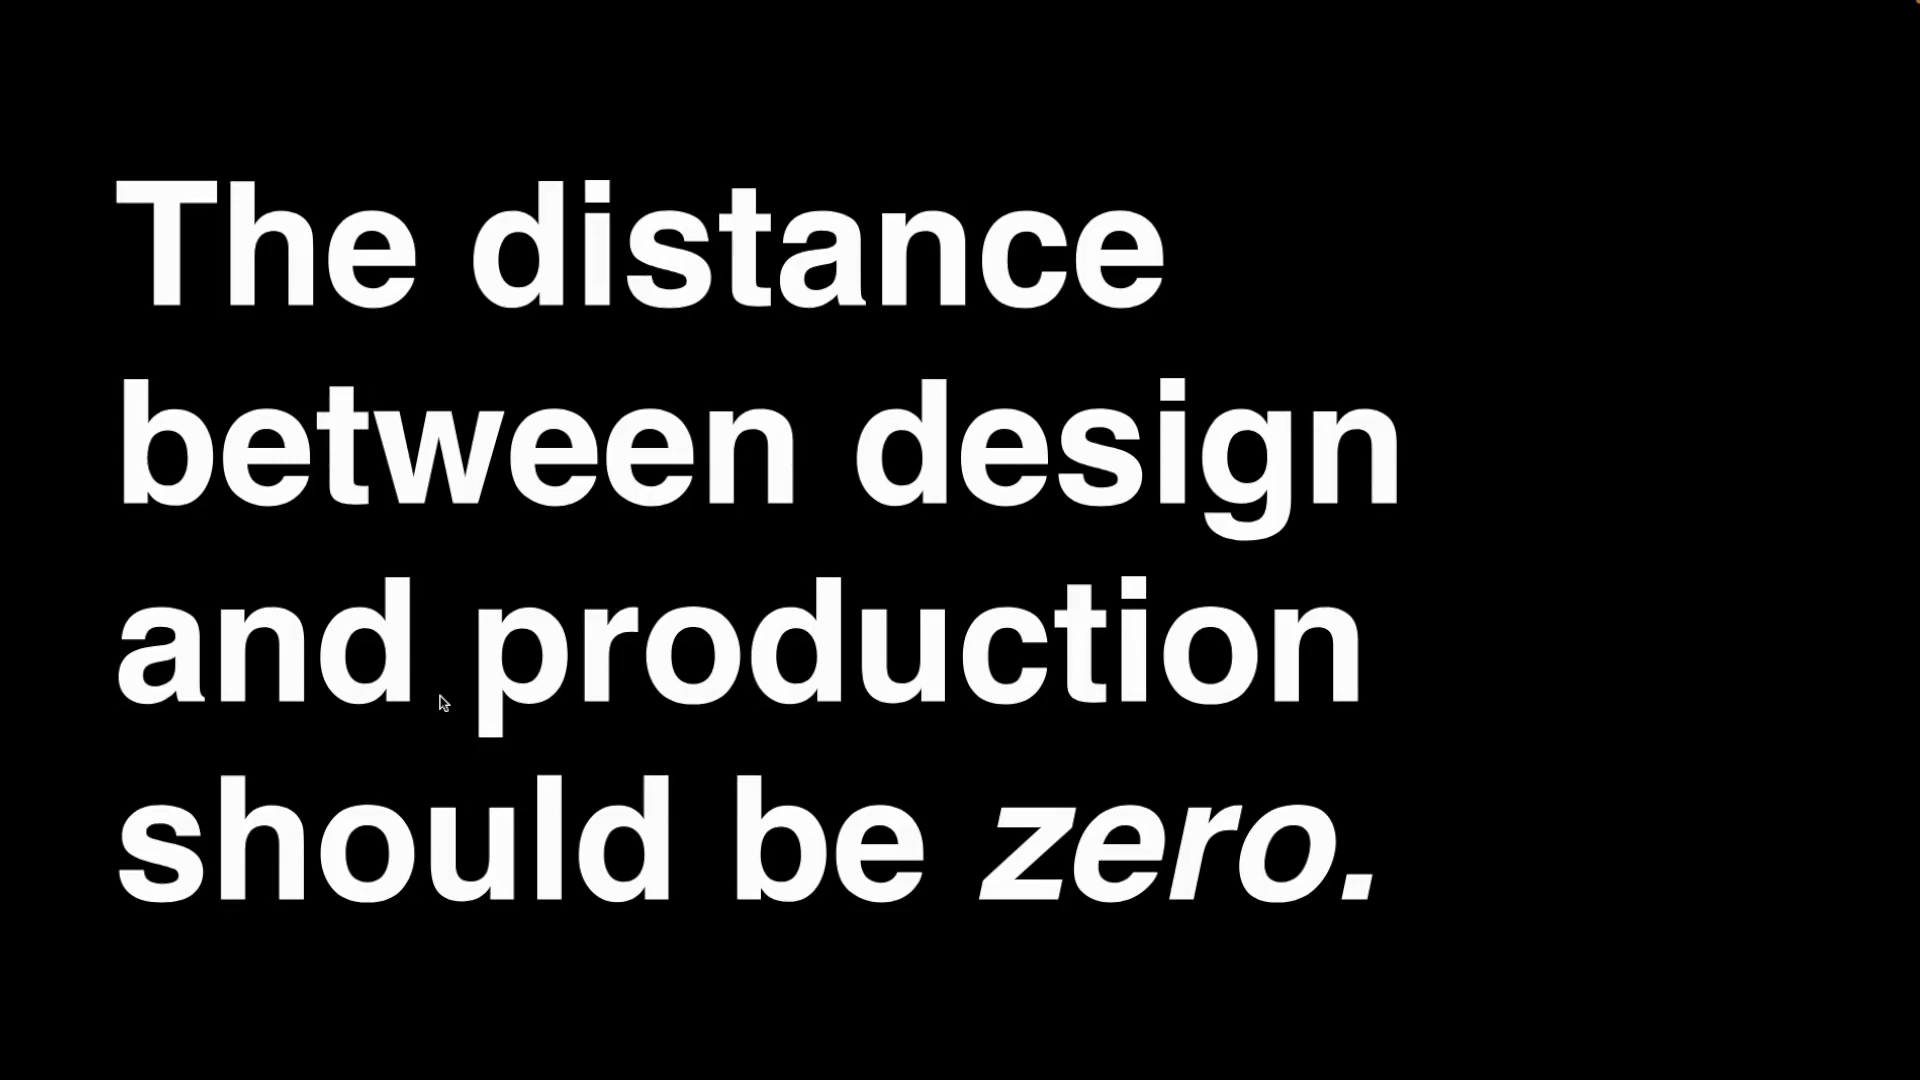 The distance
between design
and production
should be zero.